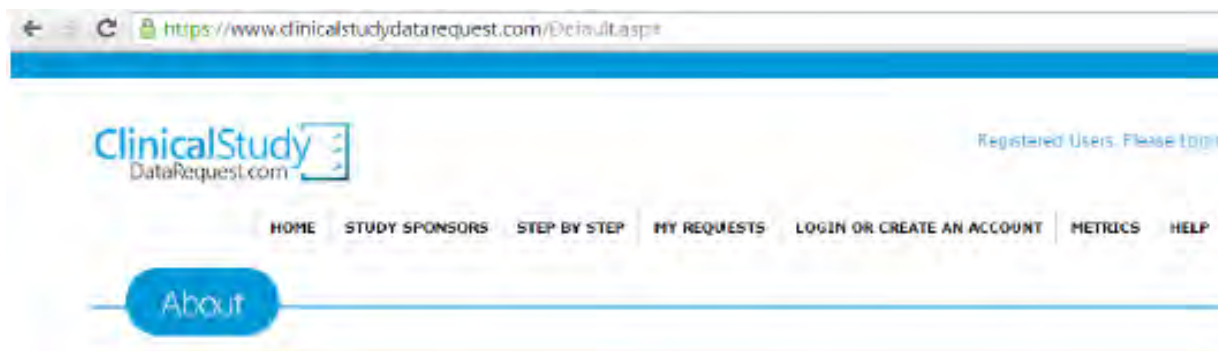 https://www.clinicalstudydatarequest.com/Default.aspx
ClinicalStudy
DataRequest.com
Registered Users. Please Login
HOME STUDY SPONSORS STEP BY STEP MY REQUESTS LOGIN OR CREATE AN ACCOUNT METRICS HELP
About